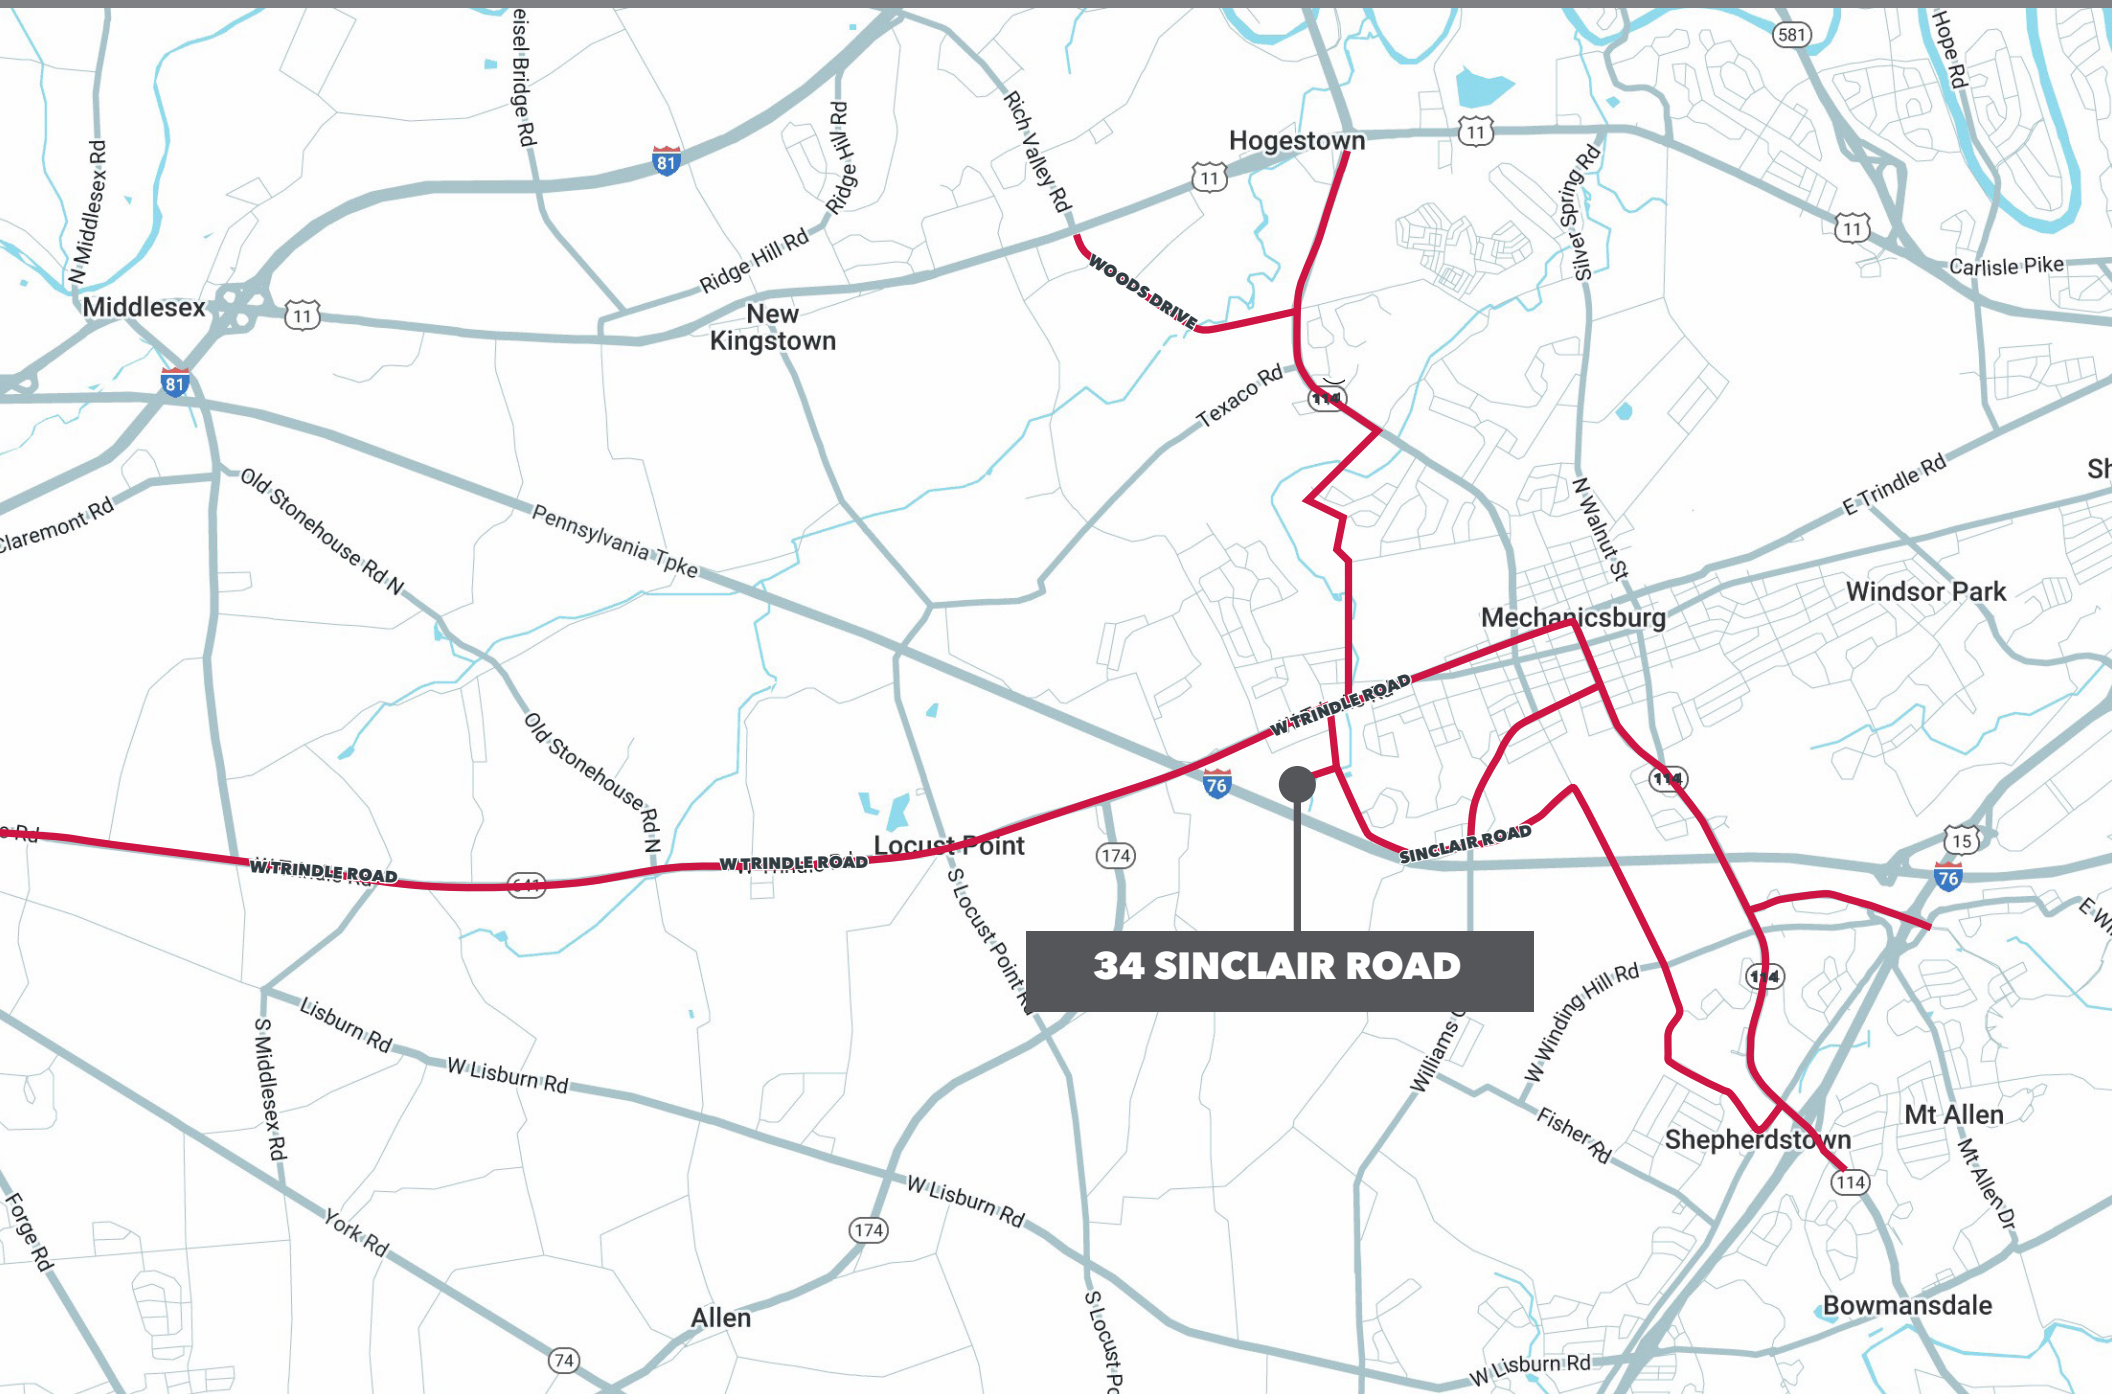 581
Hope Rd
eisel Bridge Rd
Rich Valley Rd
Ridge Hill Rd
N Middlesex Rd
81
Hogestown
11
11
Silver Spring Rd
11
Ridge Hill Rd
WOODS DRIVE
Carlisle Pike
Middlesex
11
New
Kingstown
81
Texaco Rd
114
Claremont Rd
Old Stonehouse Rd N
Pennsylvania Tpke
N Walnut St
E Trindle Rd
Sh
Windsor Park
Mechanicsburg
W TRINDLE ROAD
Old Stonehouse Rd N
76
114
15
76
Rd
W TRINDLE ROAD
641
W TRINDLE ROAD
Locust Point
174
SINCLAIR ROAD
S Locust Point R
34 SINCLAIR ROAD
E Wi
W Winding Hill Rd
114
Williams G
Lisburn Rd
S Middlesex Rd
W Lisburn Rd
Fisher Rd
Shepherdstown
Mt Allen
Mt Allen Dr
114
Forge Rd
York Rd
W Lisburn Rd
174
Allen
74
S Locust Po
Bowmansdale
W Lisburn Rd